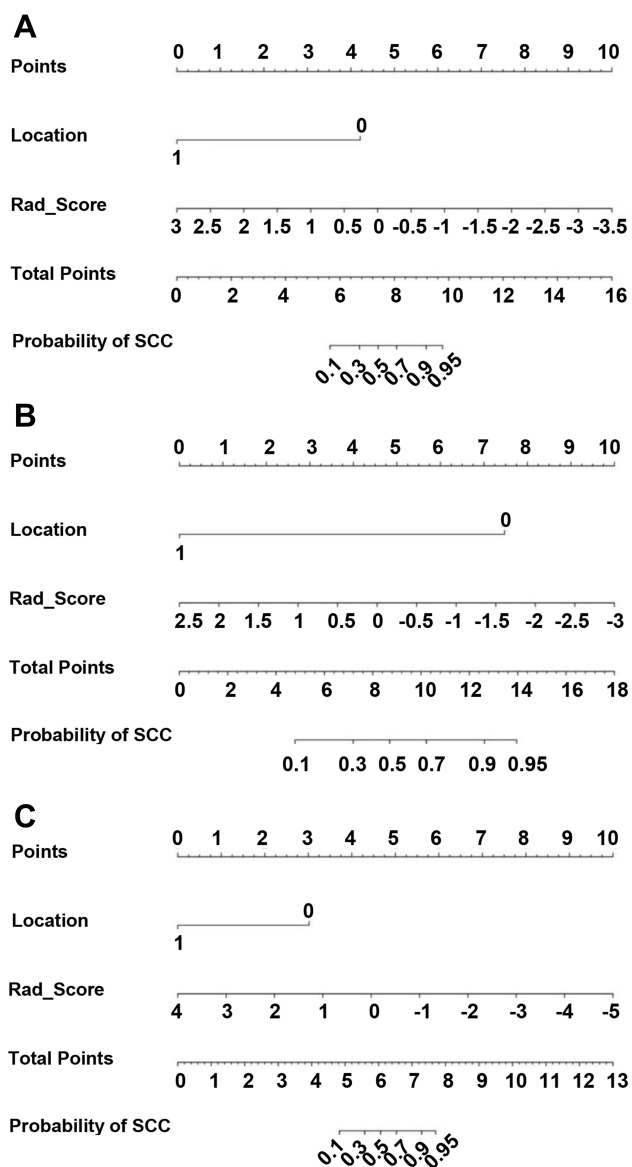 A
0 1 2 3 4 5 6 7 8 9 10
Points
0
Location
1
Rad_Score
3 2.5 2 1.5 1 0.5 0 -0.5 -1 -1.5 -2 -2.5 -3 -3.5
Total Points
0 2 4 6 8 10 12 14 16
Probability of SCC
0.1 0.3 0.5 0.7 0.9 0.95
B
0 1 2 3 4 5 6 7 8 9 10
Points
0
Location
1
Rad_Score
2.5 2 1.5 1 0.5 0 -0.5 -1 -1.5 -2 -2.5 -3
Total Points
0 2 4 6 8 10 12 14 16 18
Probability of SCC
0.1 0.3 0.5 0.7 0.9 0.95
C
0 1 2 3 4 5 6 7 8 9 10
Points
0
Location
1
Rad_Score
4 3 2 1 0 -1 -2 -3 -4 -5
Total Points
0 1 2 3 4 5 6 7 8 9 10 11 12 13
Probability of SCC
0.1 0.3 0.5 0.7 0.9 0.95